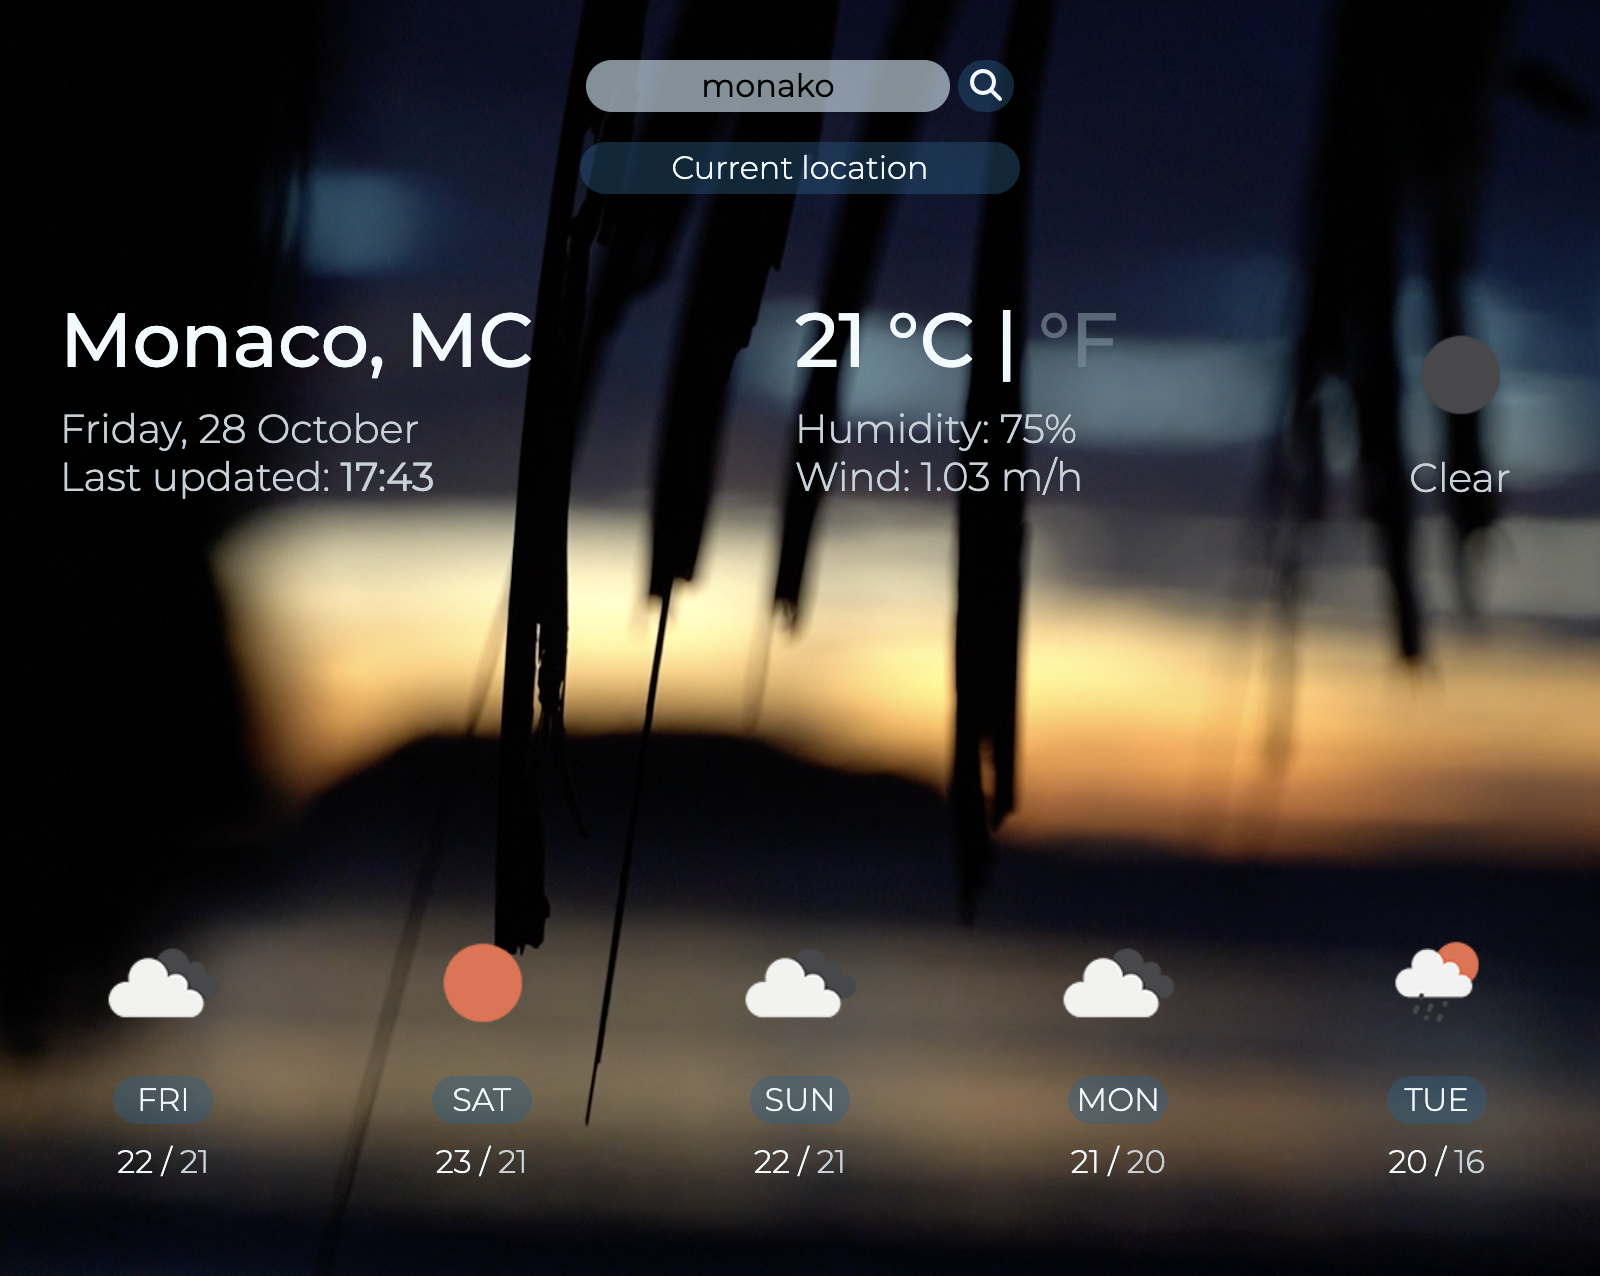 monako
Current location
Monaco, MC
Friday, 28 October
Last updated: 17:43
21 °C | °F
Humidity: 75%
Wind: 1.03 m/h
Clear
FRI
22 / 21
SAT
23 / 21
SUN
22 / 21
MON
21 / 20
TUE
20 / 16